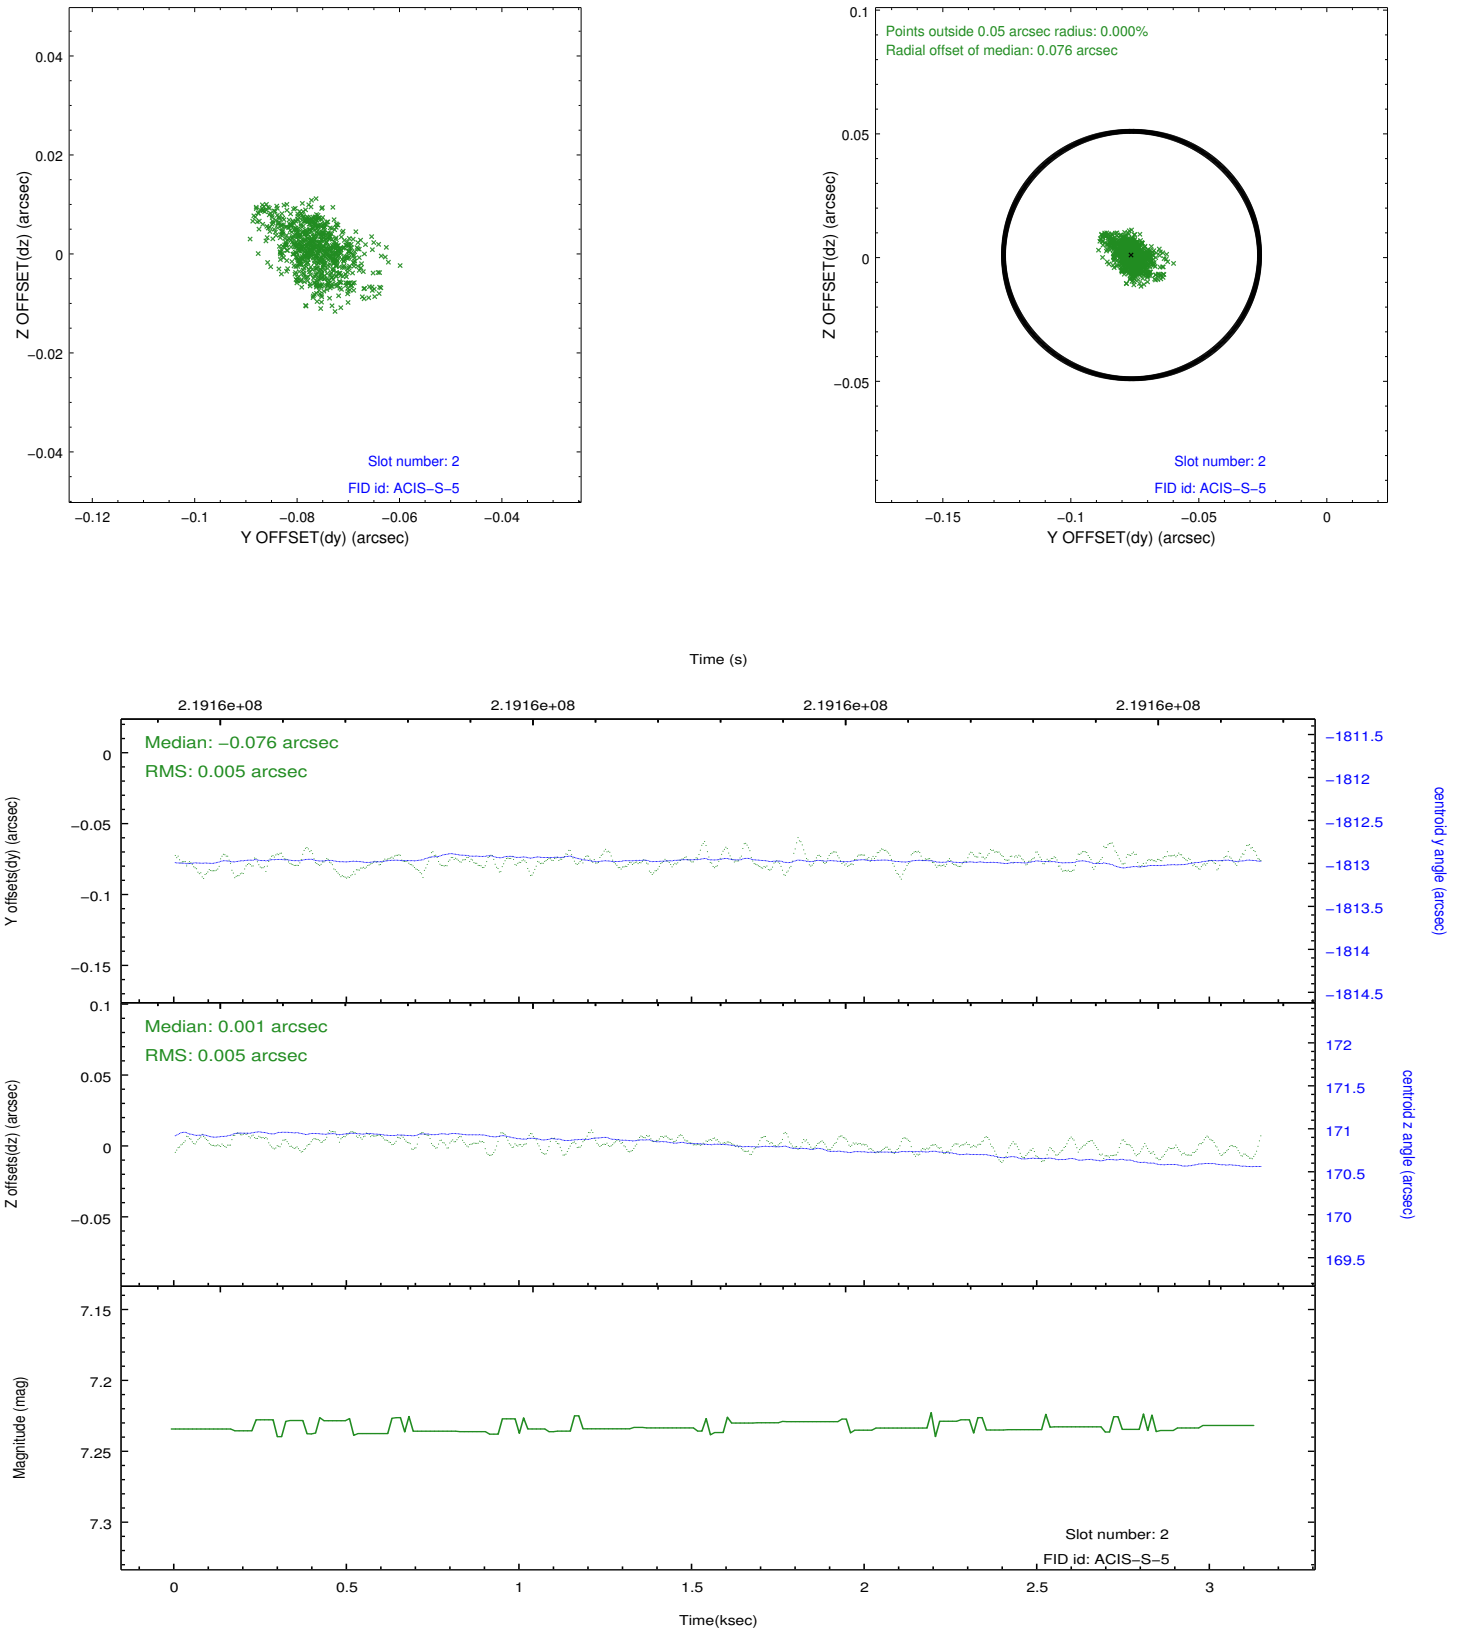 0.04
0.02
0
−0.02
−0.04
Z OFFSET(dz) (arcsec)
Slot number: 2
FID id: ACIS−S−5
−0.12 −0.1 −0.08 −0.06 −0.04
Y OFFSET(dy) (arcsec)
Points outside 0.05 arcsec radius: 0.000%
Radial offset of median: 0.076 arcsec
0.1
0.05
0
−0.05
Z OFFSET(dz) (arcsec)
Slot number: 2
FID id: ACIS−S−5
−0.15 −0.1 −0.05 0
Y OFFSET(dy) (arcsec)
Time (s)
2.1916e+08 2.1916e+08 2.1916e+08 2.1916e+08
Median: −0.076 arcsec
RMS: 0.005 arcsec
0
−0.05
−0.1
−0.15
Y offsets(dy) (arcsec)
−1811.5
−1812
−1812.5
−1813
−1813.5
−1814
−1814.5
centroid y angle (arcsec)
Median: 0.001 arcsec
RMS: 0.005 arcsec
0.1
0.05
0
−0.05
Z offsets(dz) (arcsec)
172
171.5
171
170.5
170
169.5
centroid z angle (arcsec)
7.15
7.2
7.25
7.3
Magnitude (mag)
Slot number: 2
FID id: ACIS−S−5
0 0.5 1 1.5 2 2.5 3
Time(ksec)